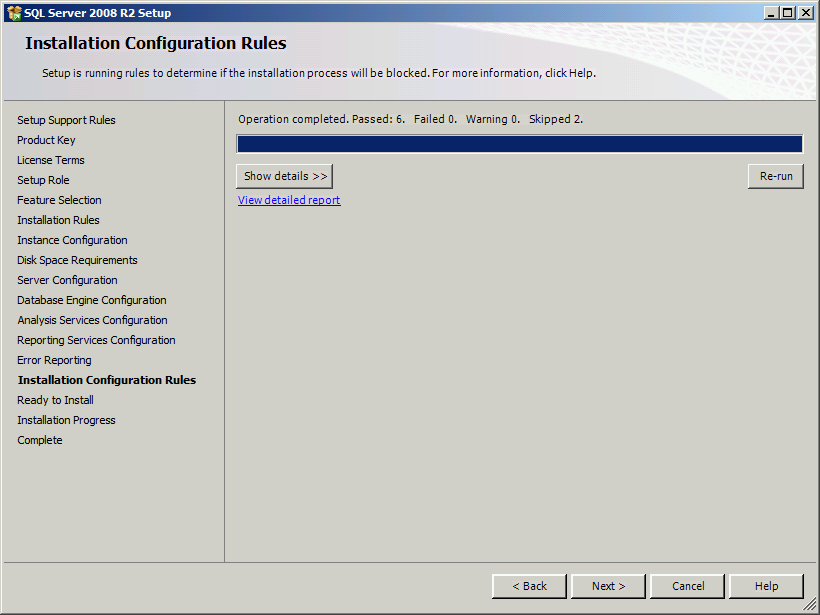 SQL Server 2008 R2 Setup
Installation Configuration Rules
Setup is running rules to determine if the installation process will be blocked. For more information, click Help.
Setup Support Rules
Product Key
License Terms
Setup Role
Feature Selection
Installation Rules
Instance Configuration
Disk Space Requirements
Server Configuration
Database Engine Configuration
Analysis Services Configuration
Reporting Services Configuration
Error Reporting
Installation Configuration Rules
Ready to Install
Installation Progress
Complete
Operation completed. Passed: 6. Failed 0. Warning 0. Skipped 2.
Show details >> Re-run
View detailed report
< Back Next > Cancel Help